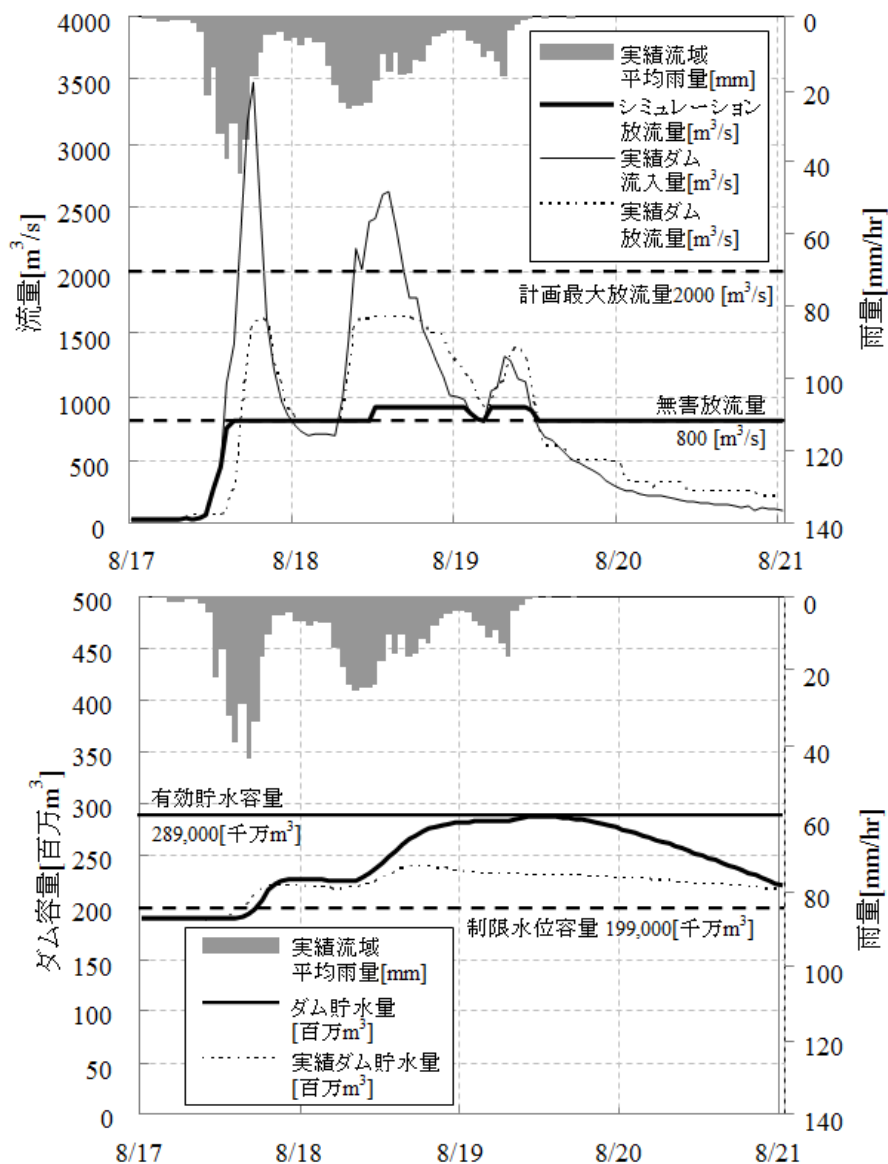 4000
3500
3000
2500
2000
1500
1000
500
0
流量[m³/s]
0
20
40
60
80
100
120
140
雨量[mm/hr]
実績流域
平均雨量[mm]
シミュレーション
放流量[m³/s]
実績ダム
流入量[m³/s]
実績ダム
放流量[m³/s]
計画最大放流量2000 [m³/s]
無害放流量
800 [m³/s]
8/17
8/18
8/19
8/20
8/21
500
450
400
350
300
250
200
150
100
50
0
ダム容量[百万m³]
0
20
40
60
80
100
120
140
雨量[mm/hr]
有効貯水容量
289,000[千万m³]
制限水位容量 199,000[千万m³]
実績流域
平均雨量[mm]
ダム貯水量
[百万m³]
実績ダム貯水量
[百万m³]
8/17
8/18
8/19
8/20
8/21